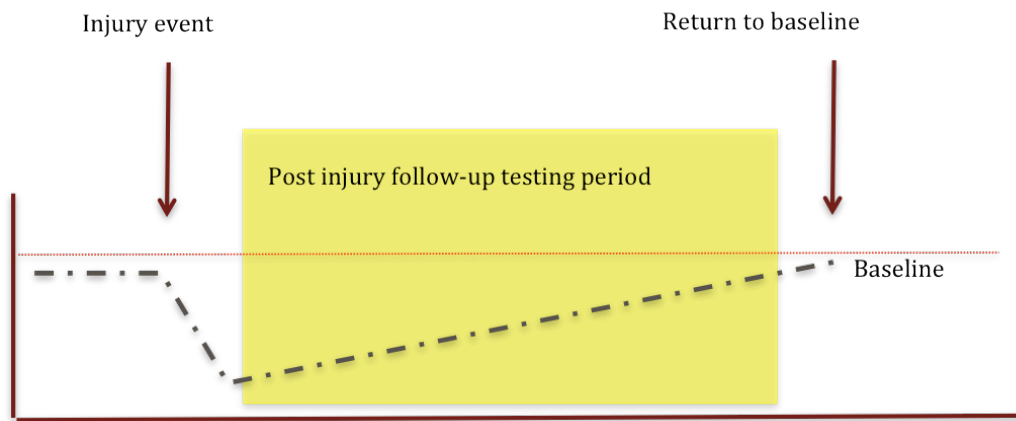 Injury event
Return to baseline
Post injury follow-up testing period
Baseline